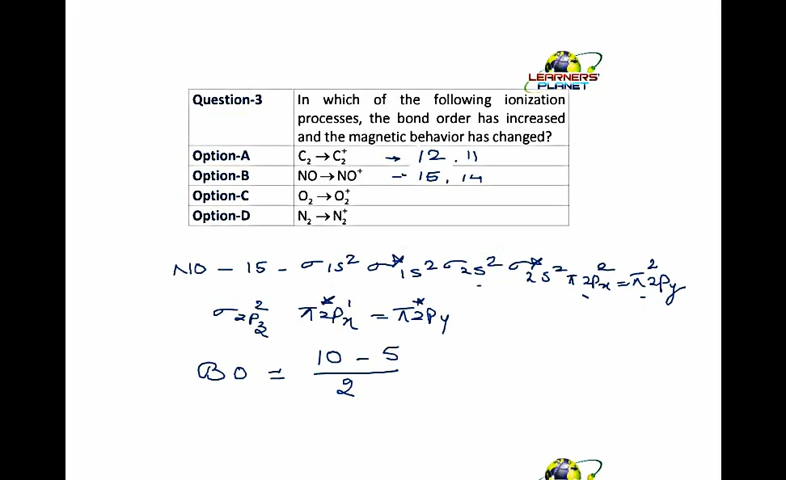 LEARNERS'
PLANET
Question-3 In which of the following ionization
processes, the bond order has increased
and the magnetic behavior has changed?
Option-A C₂ → C₂⁺ → 12 , 11
Option-B NO → NO⁺ – 15, 14
Option-C O₂ → O₂⁺
Option-D N₂ → N₂⁺
NO – 15 – σ1s² σ*1s² σ2s² σ*2s² π2px² = π2py²
σ2pz² π*2px¹ = π*2py
BO = (10 – 5)/2